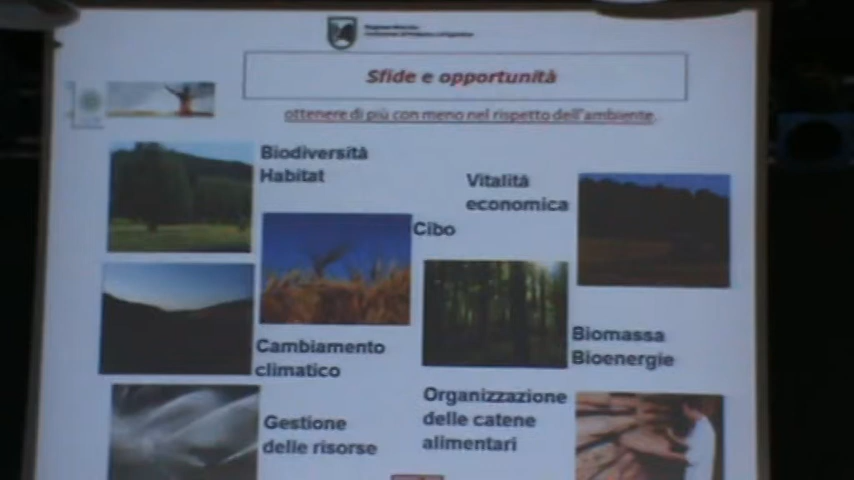 Sfide e opportunità
ottenere di più con meno nel rispetto dell'ambiente
Biodiversità
Habitat
Vitalità
economica
Cibo
Cambiamento
climatico
Biomassa
Bioenergie
Gestione
delle risorse
Organizzazione
delle catene
alimentari